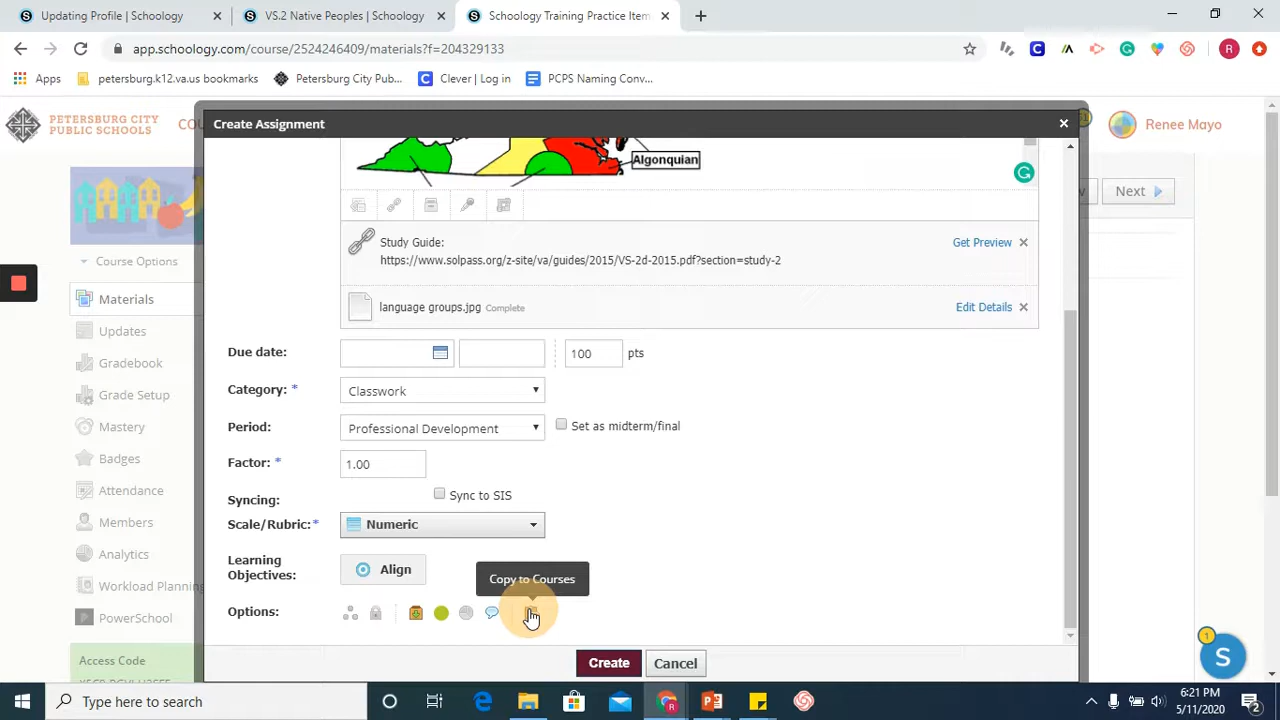 Updating Profile | Schoology
VS.2 Native Peoples | Schoology
Schoology Training Practice Item
app.schoology.com/course/2524246409/materials?f=204329133
Apps
petersburg.k12.va.us bookmarks
Petersburg City Pub...
Clever | Log in
PCPS Naming Conv...
PETERSBURG CITY
PUBLIC SCHOOLS
COU
Renee Mayo
Create Assignment
Algonquian
Next
Study Guide:
https://www.solpass.org/z-site/va/guides/2015/VS-2d-2015.pdf?section=study-2
Get Preview
language groups.jpg Complete
Edit Details
Course Options
Materials
Updates
Gradebook
Grade Setup
Mastery
Badges
Attendance
Members
Analytics
Workload Planning
PowerSchool
Access Code
Due date:
100 pts
Category: *
Classwork
Period:
Professional Development
Set as midterm/final
Factor: *
1.00
Syncing:
Sync to SIS
Scale/Rubric:*
Numeric
Learning
Objectives:
Align
Copy to Courses
Options:
Create
Cancel
1
S
Type here to search
6:21 PM
5/11/2020
2